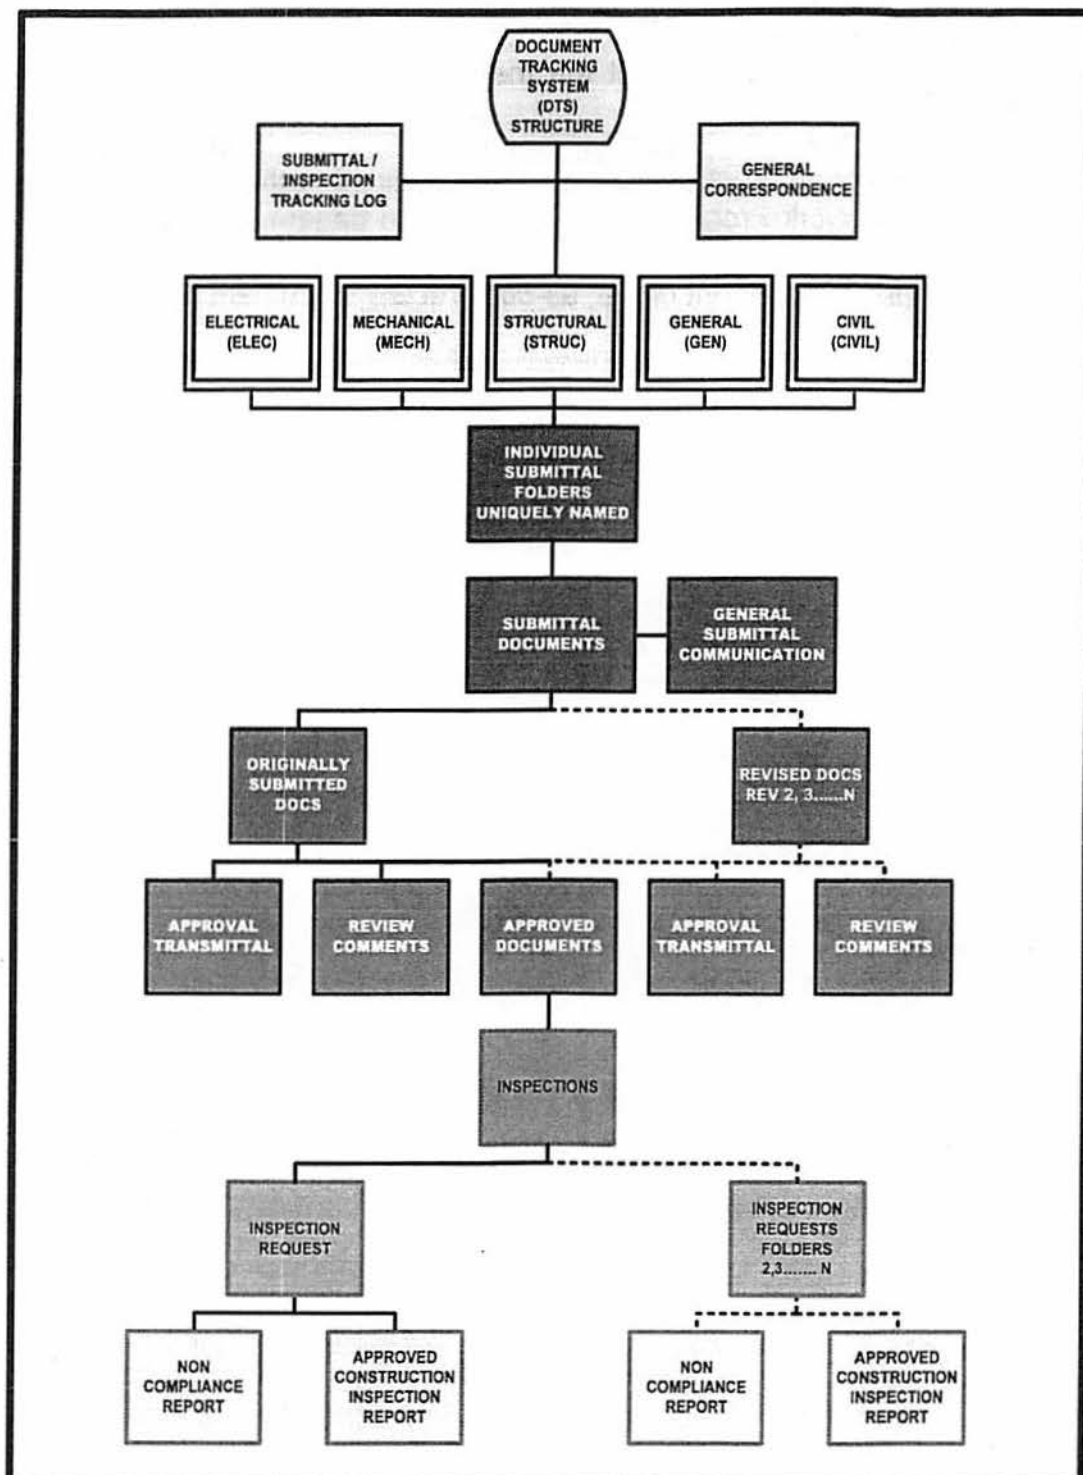 DOCUMENT
TRACKING
SYSTEM
(DTS)
STRUCTURE
SUBMITTAL /
INSPECTION
TRACKING LOG
GENERAL
CORRESPONDENCE
ELECTRICAL
(ELEC)
MECHANICAL
(MECH)
STRUCTURAL
(STRUC)
GENERAL
(GEN)
CIVIL
(CIVIL)
INDIVIDUAL
SUBMITTAL
FOLDERS
UNIQUELY NAMED
SUBMITTAL
DOCUMENTS
GENERAL
SUBMITTAL
COMMUNICATION
ORIGINALLY
SUBMITTED
DOCS
REVISED DOCS
REV 2, 3......N
APPROVAL
TRANSMITTAL
REVIEW
COMMENTS
APPROVED
DOCUMENTS
APPROVAL
TRANSMITTAL
REVIEW
COMMENTS
INSPECTIONS
INSPECTION
REQUEST
INSPECTION
REQUESTS
FOLDERS
2,3....... N
NON
COMPLIANCE
REPORT
APPROVED
CONSTRUCTION
INSPECTION
REPORT
NON
COMPLIANCE
REPORT
APPROVED
CONSTRUCTION
INSPECTION
REPORT